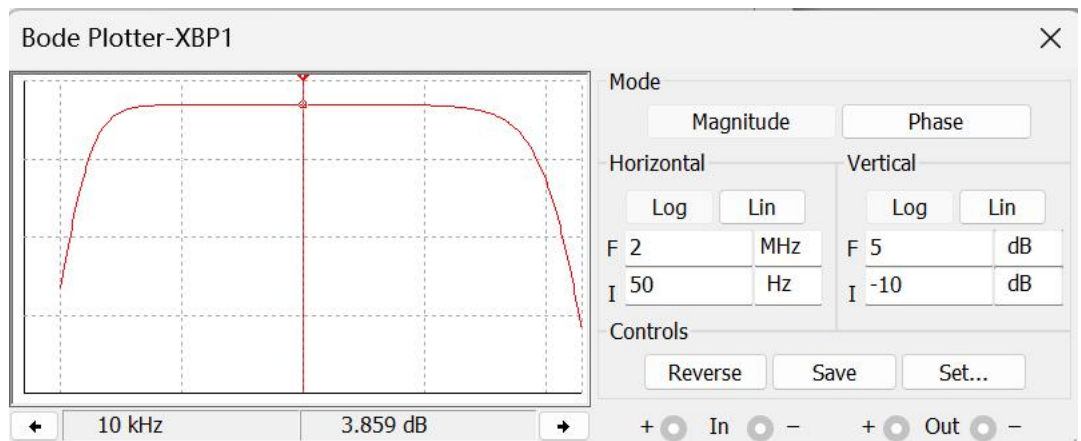 Bode Plotter-XBP1
Mode
Magnitude Phase
Horizontal Vertical
Log Lin Log Lin
F 2 MHz F 5 dB
I 50 Hz I -10 dB
Controls
Reverse Save Set...
10 kHz 3.859 dB + In − + Out −